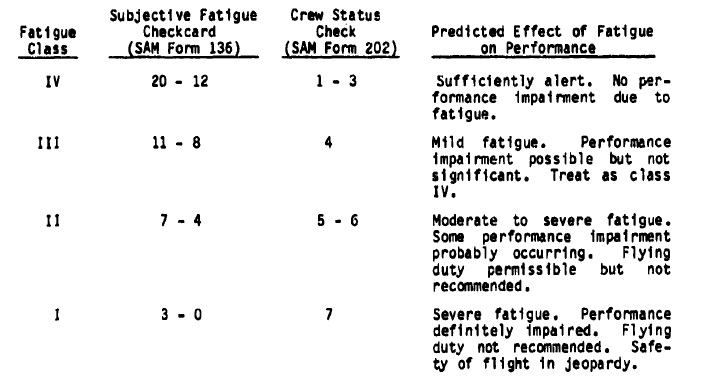 Subjective Fatigue Crew Status
Fatigue Checkcard Check Predicted Effect of Fatigue
Class (SAM Form 136) (SAM Form 202) on Performance
IV 20 - 12 1 - 3 Sufficiently alert. No per-
formance impairment due to
fatigue.
III 11 - 8 4 Mild fatigue. Performance
impairment possible but not
significant. Treat as class
IV.
II 7 - 4 5 - 6 Moderate to severe fatigue.
Some performance impairment
probably occurring. Flying
duty permissible but not
recommended.
I 3 - 0 7 Severe fatigue. Performance
definitely impaired. Flying
duty not recommended. Safe-
ty of flight in jeopardy.